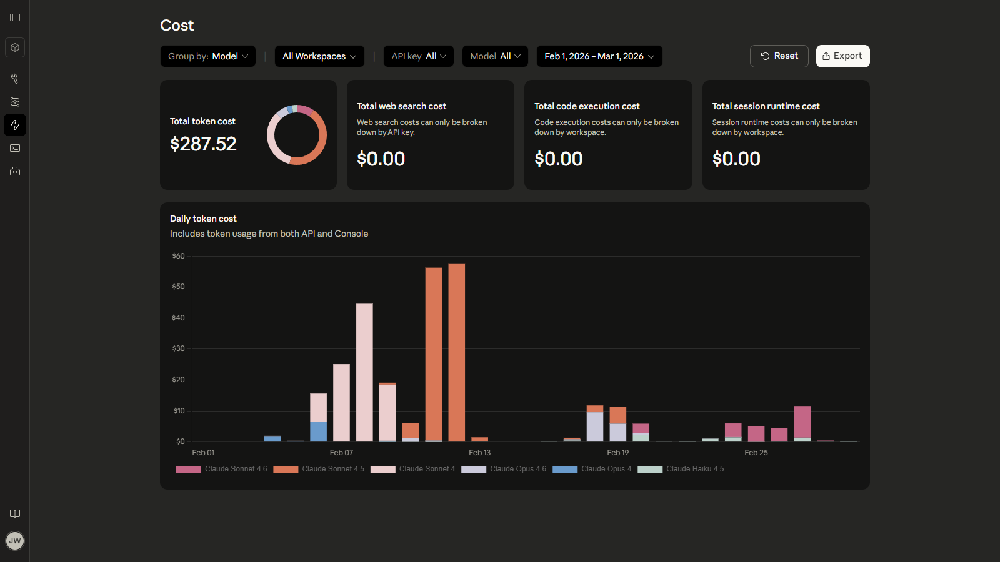 Cost
Group by: Model
All Workspaces
API key All
Model All
Feb 1, 2026 – Mar 1, 2026
Reset
Export
Total token cost
$287.52
Total web search cost
Web search costs can only be broken
down by API key.
$0.00
Total code execution cost
Code execution costs can only be broken
down by workspace.
$0.00
Total session runtime cost
Session runtime costs can only be broken
down by workspace.
$0.00
Daily token cost
Includes token usage from both API and Console
$60
$50
$40
$30
$20
$10
$0
Feb 01
Feb 07
Feb 13
Feb 19
Feb 25
Claude Sonnet 4.6
Claude Sonnet 4.5
Claude Sonnet 4
Claude Opus 4.6
Claude Opus 4
Claude Haiku 4.5
JW